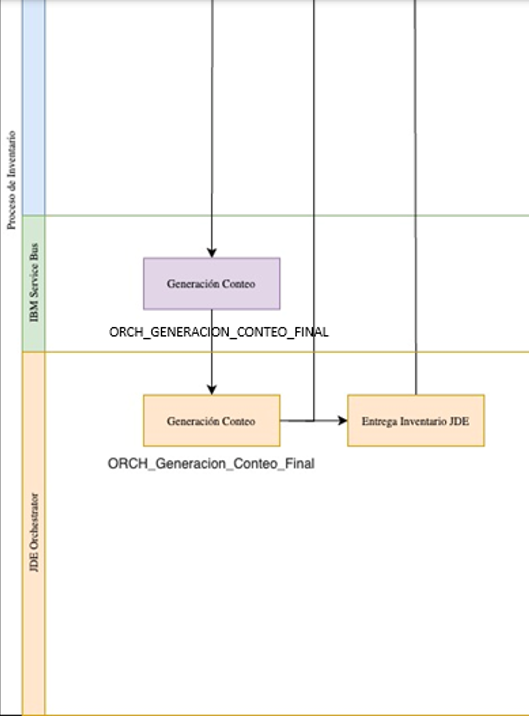 Proceso de Inventario
IBM Service Bus
Generación Conteo
ORCH_GENERACION_CONTEO_FINAL
JDE Orchestrator
Generación Conteo
Entrega Inventario JDE
ORCH_Generacion_Conteo_Final